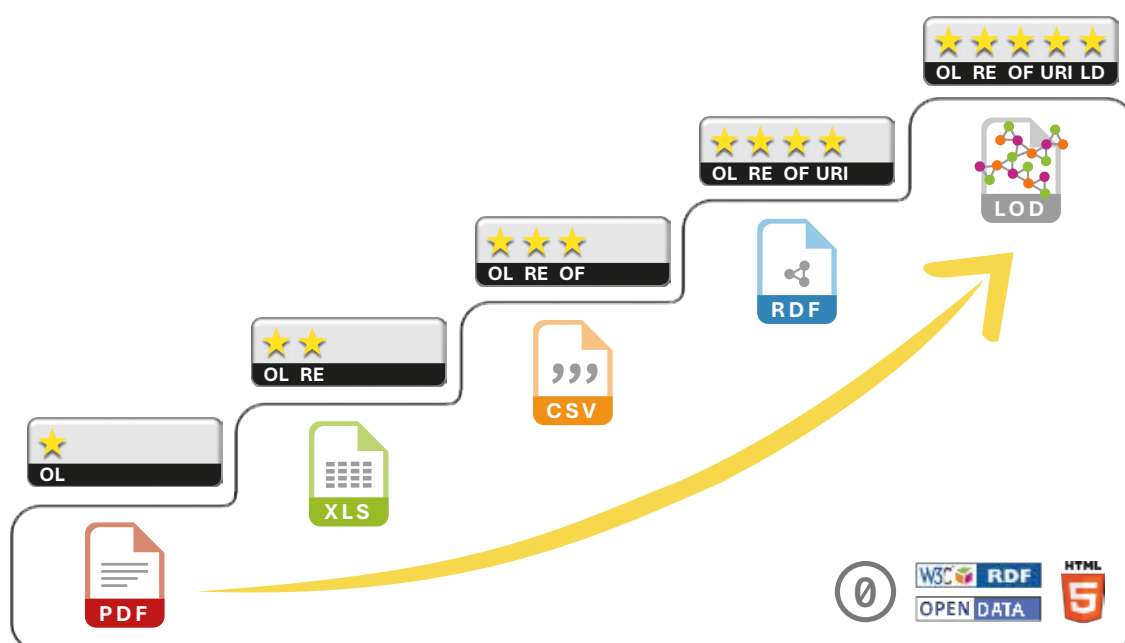 OL RE OF URI LD
LOD
OL RE OF URI
RDF
OL RE OF
CSV
OL RE
XLS
OL
PDF
0
W3C RDF
OPEN DATA
HTML
5